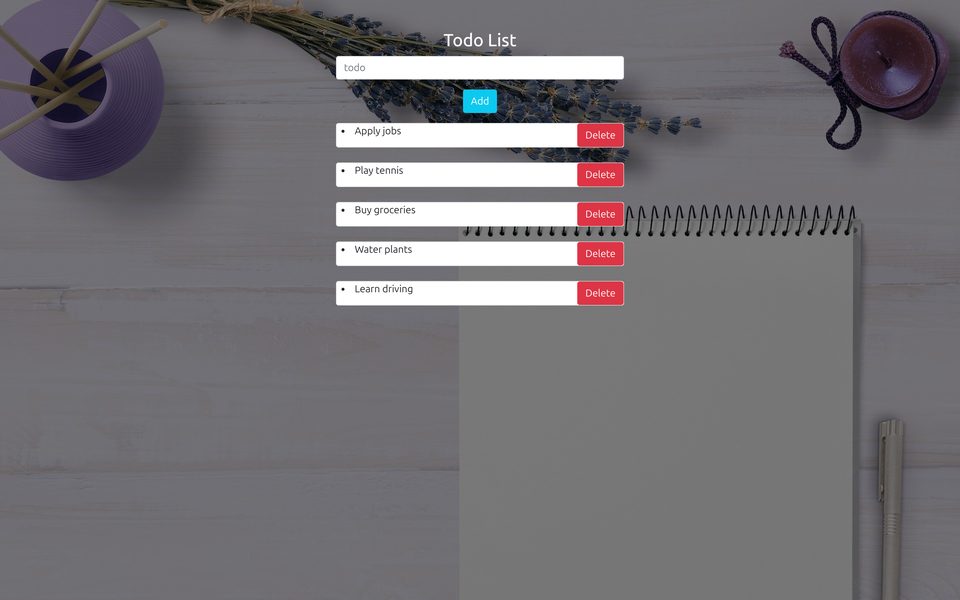 Todo List
todo
Add
• Apply jobs Delete
• Play tennis Delete
• Buy groceries Delete
• Water plants Delete
• Learn driving Delete